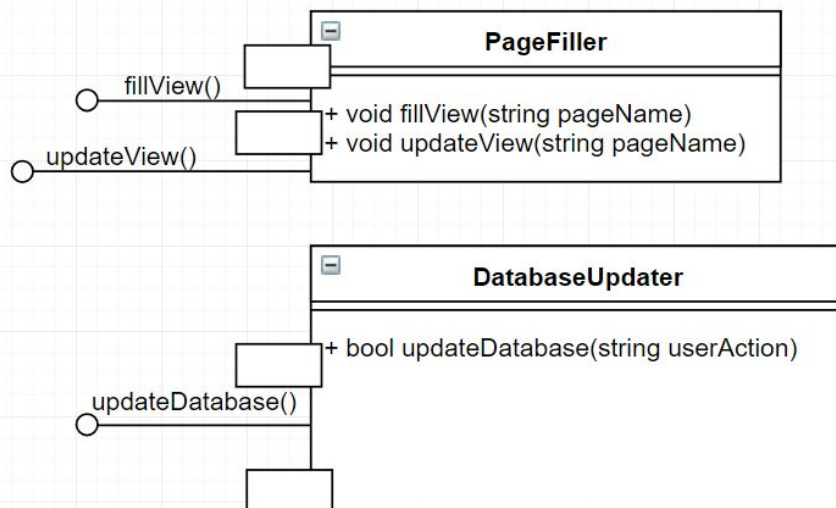 PageFiller
fillView()
+ void fillView(string pageName)
+ void updateView(string pageName)
updateView()
DatabaseUpdater
+ bool updateDatabase(string userAction)
updateDatabase()